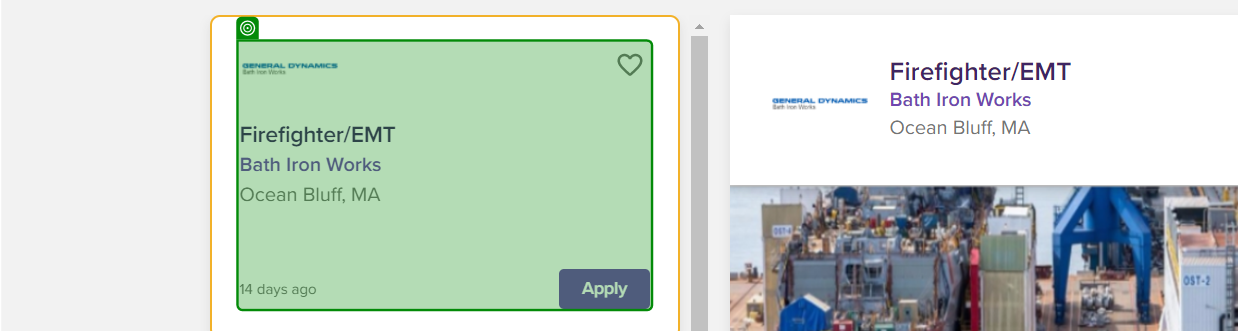 GENERAL DYNAMICS
Bath Iron Works
Firefighter/EMT
Bath Iron Works
Ocean Bluff, MA
14 days ago
Apply
GENERAL DYNAMICS
Bath Iron Works
Firefighter/EMT
Bath Iron Works
Ocean Bluff, MA
OST-4
OST-2